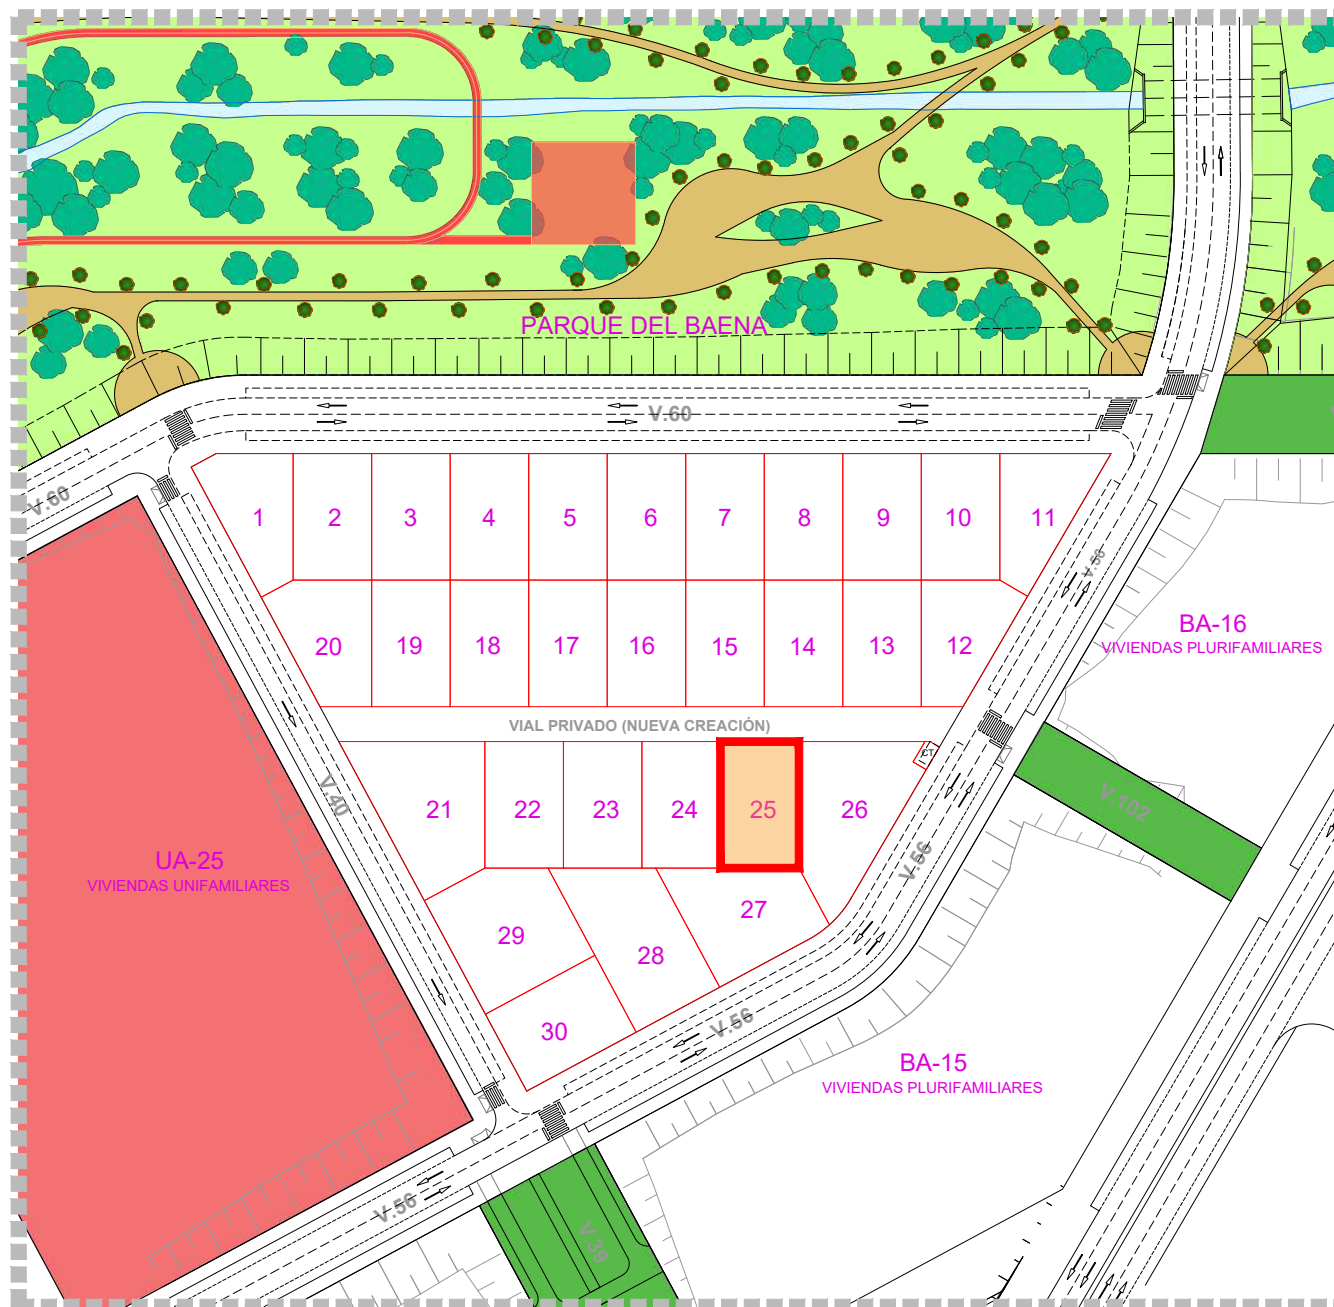 PARQUE DEL BAENA
V.60
V.60
1
2
3
4
5
6
7
8
9
10
11
V.56
20
19
18
17
16
15
14
13
12
BA-16
VIVIENDAS PLURIFAMILIARES
VIAL PRIVADO (NUEVA CREACIÓN)
CT
V.40
21
22
23
24
25
26
V.102
UA-25
VIVIENDAS UNIFAMILIARES
V.56
29
28
27
30
V.56
BA-15
VIVIENDAS PLURIFAMILIARES
V.56
V.39